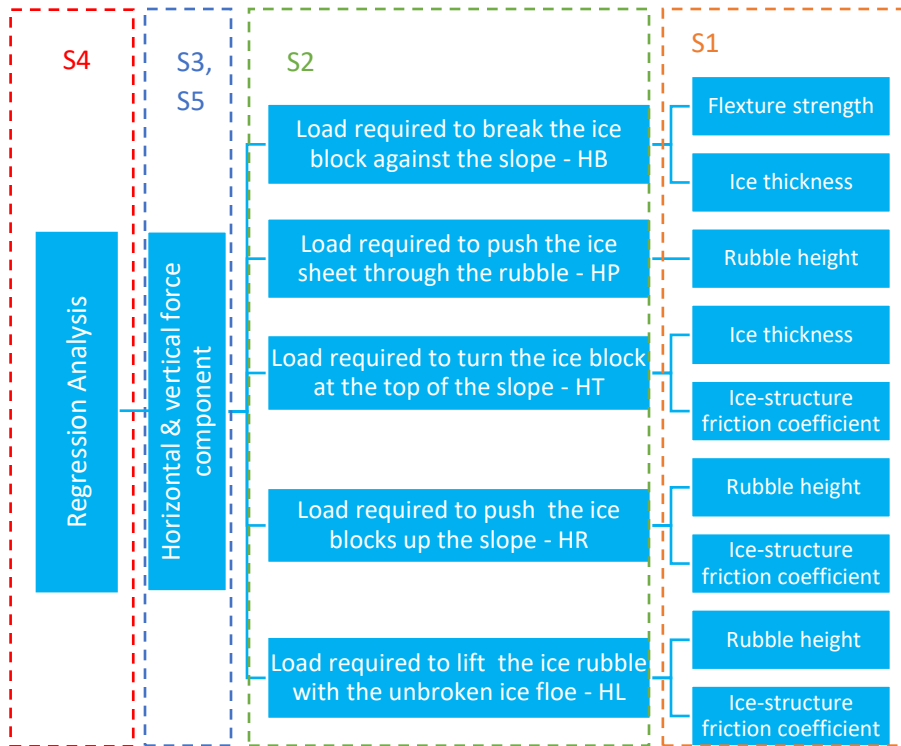 S4
Regression Analysis
S3,
S5
Horizontal & vertical force
component
S2
Load required to break the ice
block against the slope - HB
Load required to push the ice
sheet through the rubble - HP
Load required to turn the ice block
at the top of the slope - HT
Load required to push  the ice
blocks up the slope - HR
Load required to lift  the ice rubble
with the unbroken ice floe - HL
S1
Flexture strength
Ice thickness
Rubble height
Ice thickness
Ice-structure
friction coefficient
Rubble height
Ice-structure
friction coefficient
Rubble height
Ice-structure
friction coefficient